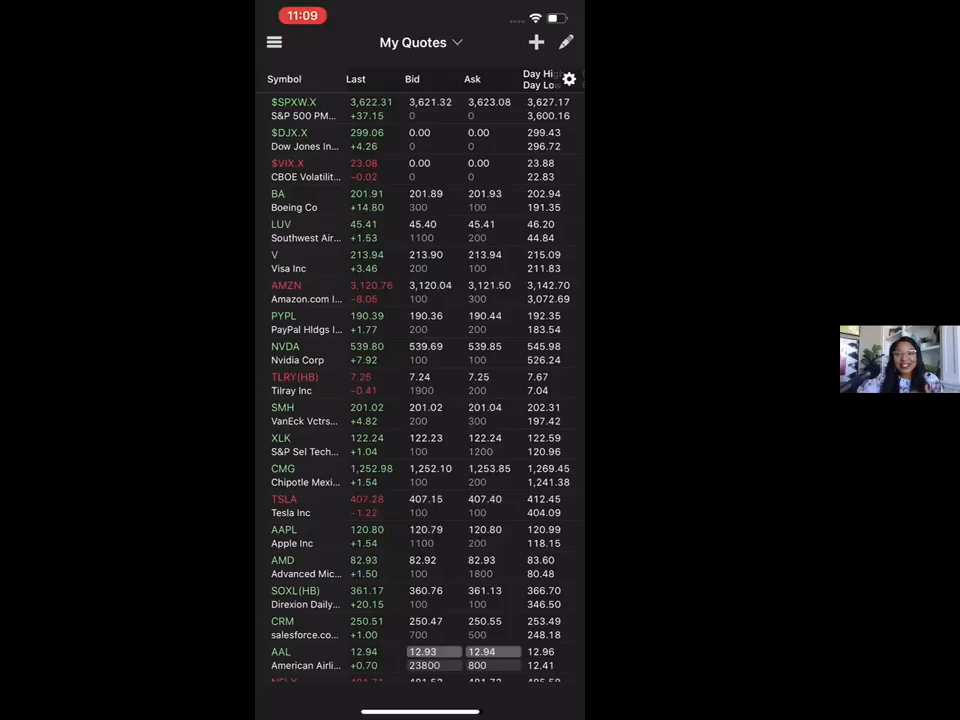 11:09
My Quotes
Symbol Last Bid Ask Day Hi
Day Lo
$SPXW.X 3,622.31 3,621.32 3,623.08 3,627.17
S&P 500 PM... +37.15 0 0 3,600.16
$DJX.X 299.06 0.00 0.00 299.43
Dow Jones In... +4.26 0 0 296.72
$VIX.X 23.08 0.00 0.00 23.88
CBOE Volatilit... -0.02 0 0 22.83
BA 201.91 201.89 201.93 202.94
Boeing Co +14.80 300 100 191.35
LUV 45.41 45.40 45.41 46.20
Southwest Air... +1.53 1100 200 44.84
V 213.94 213.90 213.94 215.09
Visa Inc +3.46 200 100 211.83
AMZN 3,120.76 3,120.04 3,121.50 3,142.70
Amazon.com I... -8.05 100 300 3,072.69
PYPL 190.39 190.36 190.44 192.35
PayPal Hldgs I... +1.77 200 200 183.54
NVDA 539.80 539.69 539.85 545.98
Nvidia Corp +7.92 100 100 526.24
TLRY(HB) 7.25 7.24 7.25 7.67
Tilray Inc -0.41 1900 200 7.04
SMH 201.02 201.02 201.04 202.31
VanEck Vctrs... +4.82 200 300 197.42
XLK 122.24 122.23 122.24 122.59
S&P Sel Tech... +1.04 100 1200 120.96
CMG 1,252.98 1,252.10 1,253.85 1,269.45
Chipotle Mexi... +1.54 100 200 1,241.38
TSLA 407.28 407.15 407.40 412.45
Tesla Inc -1.22 100 100 404.09
AAPL 120.80 120.79 120.80 120.99
Apple Inc +1.54 1100 200 118.15
AMD 82.93 82.92 82.93 83.60
Advanced Mic... +1.50 100 1800 80.48
SOXL(HB) 361.17 360.76 361.13 366.70
Direxion Daily... +20.15 100 100 346.50
CRM 250.51 250.47 250.55 253.49
salesforce.co... +1.00 700 500 248.18
AAL 12.94 12.93 12.94 12.96
American Airli... +0.70 23800 800 12.41